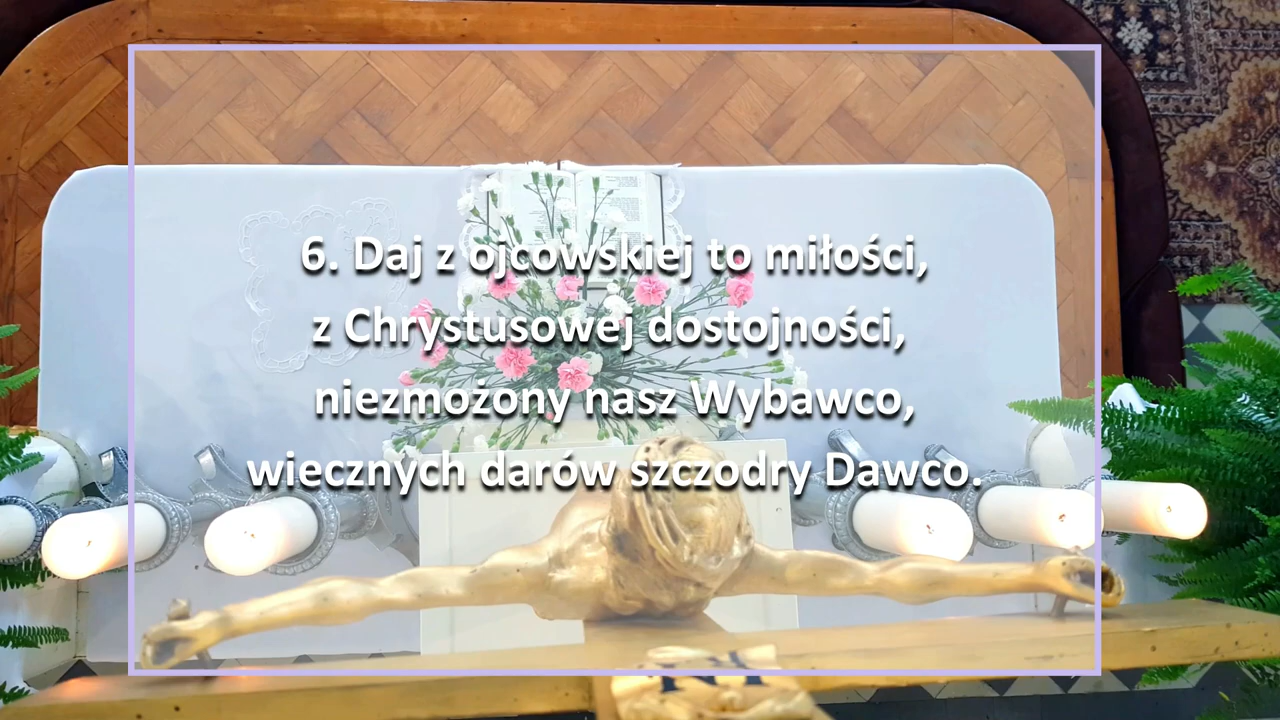 6. Daj z ojcowskiej to miłości,
z Chrystusowej dostojności,
niezmożony nasz Wybawco,
wiecznych darów szczodry Dawco.